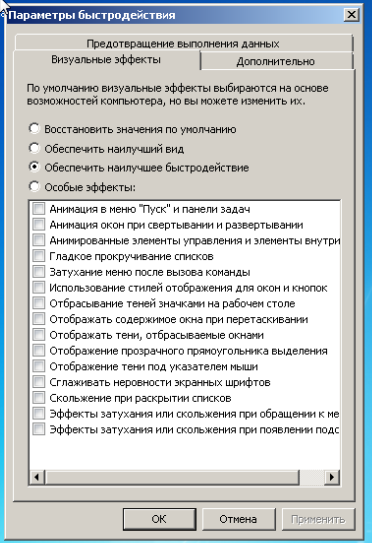 Параметры быстродействия
Предотвращение выполнения данных
Визуальные эффекты
Дополнительно
По умолчанию визуальные эффекты выбираются на основе
возможностей компьютера, но вы можете изменить их.
Восстановить значения по умолчанию
Обеспечить наилучший вид
Обеспечить наилучшее быстродействие
Особые эффекты:
Анимация в меню "Пуск" и панели задач
Анимация окон при свертывании и развертывании
Анимированные элементы управления и элементы внутри
Гладкое прокручивание списков
Затухание меню после вызова команды
Использование стилей отображения для окон и кнопок
Отбрасывание теней значками на рабочем столе
Отображать содержимое окна при перетаскивании
Отображать тени, отбрасываемые окнами
Отображение прозрачного прямоугольника выделения
Отображение тени под указателем мыши
Сглаживать неровности экранных шрифтов
Скольжение при раскрытии списков
Эффекты затухания или скольжения при обращении к ме
Эффекты затухания или скольжения при появлении подс
ОК
Отмена
Применить